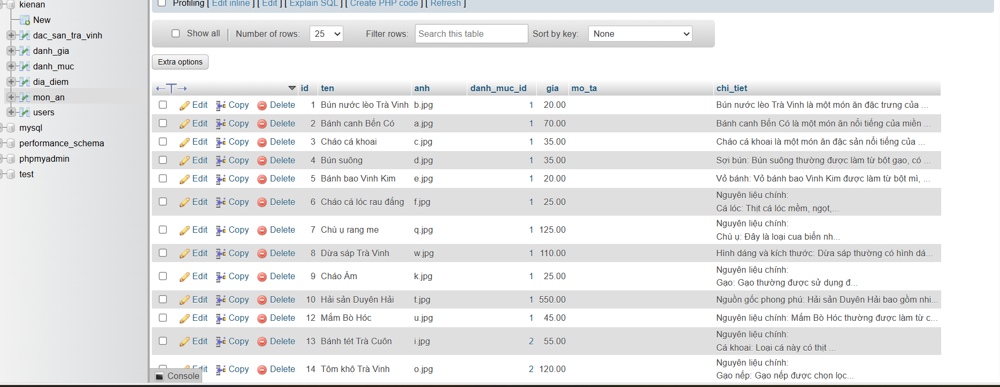 kienan
New
dac_san_tra_vinh
danh_gia
danh_muc
dia_diem
mon_an
users
mysql
performance_schema
phpmyadmin
test
Profiling [ Edit inline ] [ Edit ] [ Explain SQL ] [ Create PHP code ] [ Refresh ]
Show all | Number of rows: 25 Filter rows: Search this table Sort by key: None
Extra options
id ten anh danh_muc_id gia mo_ta chi_tiet
Edit Copy Delete 1 Bún nước lèo Trà Vinh b.jpg 1 20.00 Bún nước lèo Trà Vinh là một món ăn đặc trưng của ...
Edit Copy Delete 2 Bánh canh Bến Có a.jpg 1 70.00 Bánh canh Bến Có là một món ăn nổi tiếng của miền ...
Edit Copy Delete 3 Cháo cá khoai c.jpg 1 35.00 Cháo cá khoai là một món ăn đặc sản nổi tiếng của ...
Edit Copy Delete 4 Bún suông d.jpg 1 35.00 Sợi bún: Bún suông thường được làm từ bột gạo, có ...
Edit Copy Delete 5 Bánh bao Vinh Kim e.jpg 1 20.00 Vỏ bánh: Vỏ bánh bao Vinh Kim được làm từ bột mì, ...
Edit Copy Delete 6 Cháo cá lóc rau đắng f.jpg 1 25.00 Nguyên liệu chính:
Cá lóc: Thịt cá lóc mềm, ngọt,...
Edit Copy Delete 7 Chù ụ rang me q.jpg 1 125.00 Nguyên liệu chính:
Chù ụ: Đây là loại cua biển nh...
Edit Copy Delete 8 Dừa sáp Trà Vinh w.jpg 1 110.00 Hình dáng và kích thước: Dừa sáp thường có hình dá...
Edit Copy Delete 9 Cháo Ám k.jpg 1 25.00 Nguyên liệu chính:
Gạo: Gạo thường được sử dụng đ...
Edit Copy Delete 10 Hải sản Duyên Hải t.jpg 1 550.00 Nguồn gốc phong phú: Hải sản Duyên Hải bao gồm nhi...
Edit Copy Delete 12 Mắm Bò Hóc u.jpg 1 45.00 Nguyên liệu chính: Mắm Bò Hóc thường được làm từ c...
Edit Copy Delete 13 Bánh tét Trà Cuôn i.jpg 2 55.00 Nguyên liệu chính:
Cá khoai: Loại cá này có thịt ...
Edit Copy Delete 14 Tôm khô Trà Vinh o.jpg 2 120.00 Nguyên liệu chính:
Gạo nếp: Gạo nếp được chọn lọc...
Console